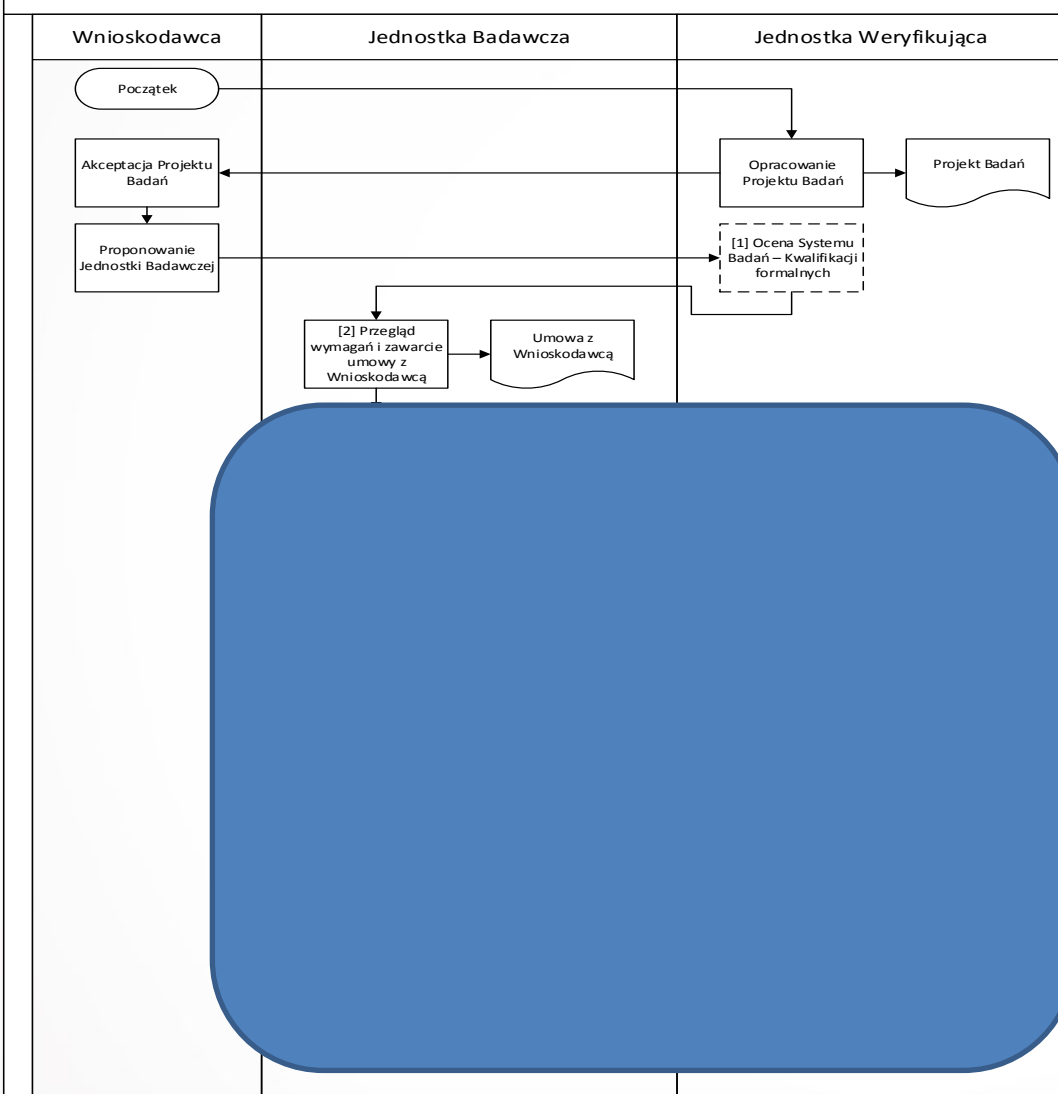 Wnioskodawca
Jednostka Badawcza
Jednostka Weryfikująca
Początek
Akceptacja Projektu
Badań
Opracowanie
Projektu Badań
Projekt Badań
Proponowanie
Jednostki Badawczej
[1] Ocena Systemu
Badań – Kwalifikacji
formalnych
[2] Przegląd
wymagań i zawarcie
umowy z
Wnioskodawcą
Umowa z
Wnioskodawcą